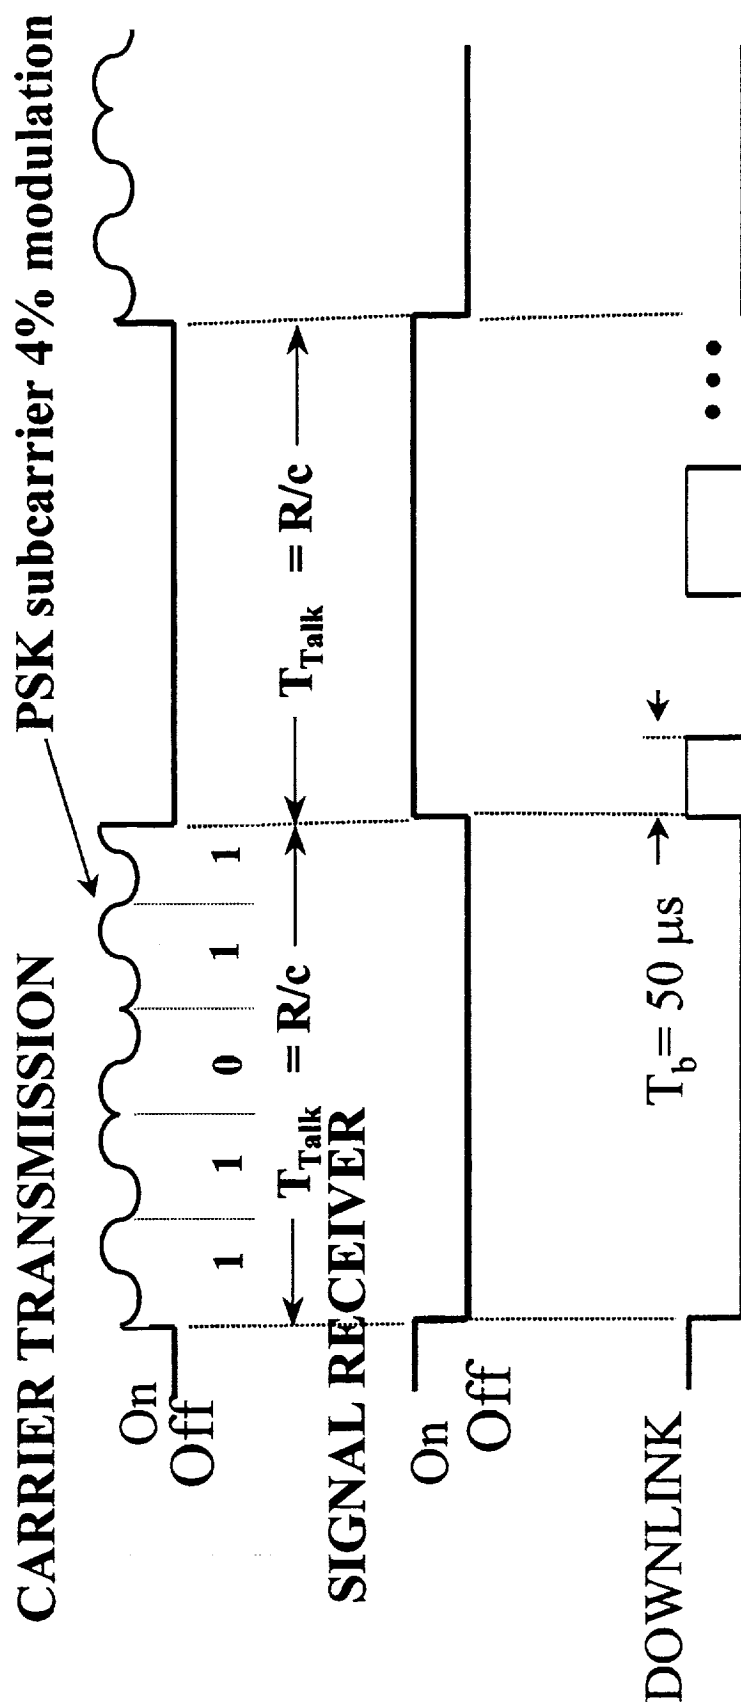 CARRIER TRANSMISSION
PSK subcarrier 4% modulation
On
Off
1 1 0 1 1
T_Talk = R/c
T_Talk = R/c
SIGNAL RECEIVER
On
Off
T_b = 50 μs
•••
DOWNLINK